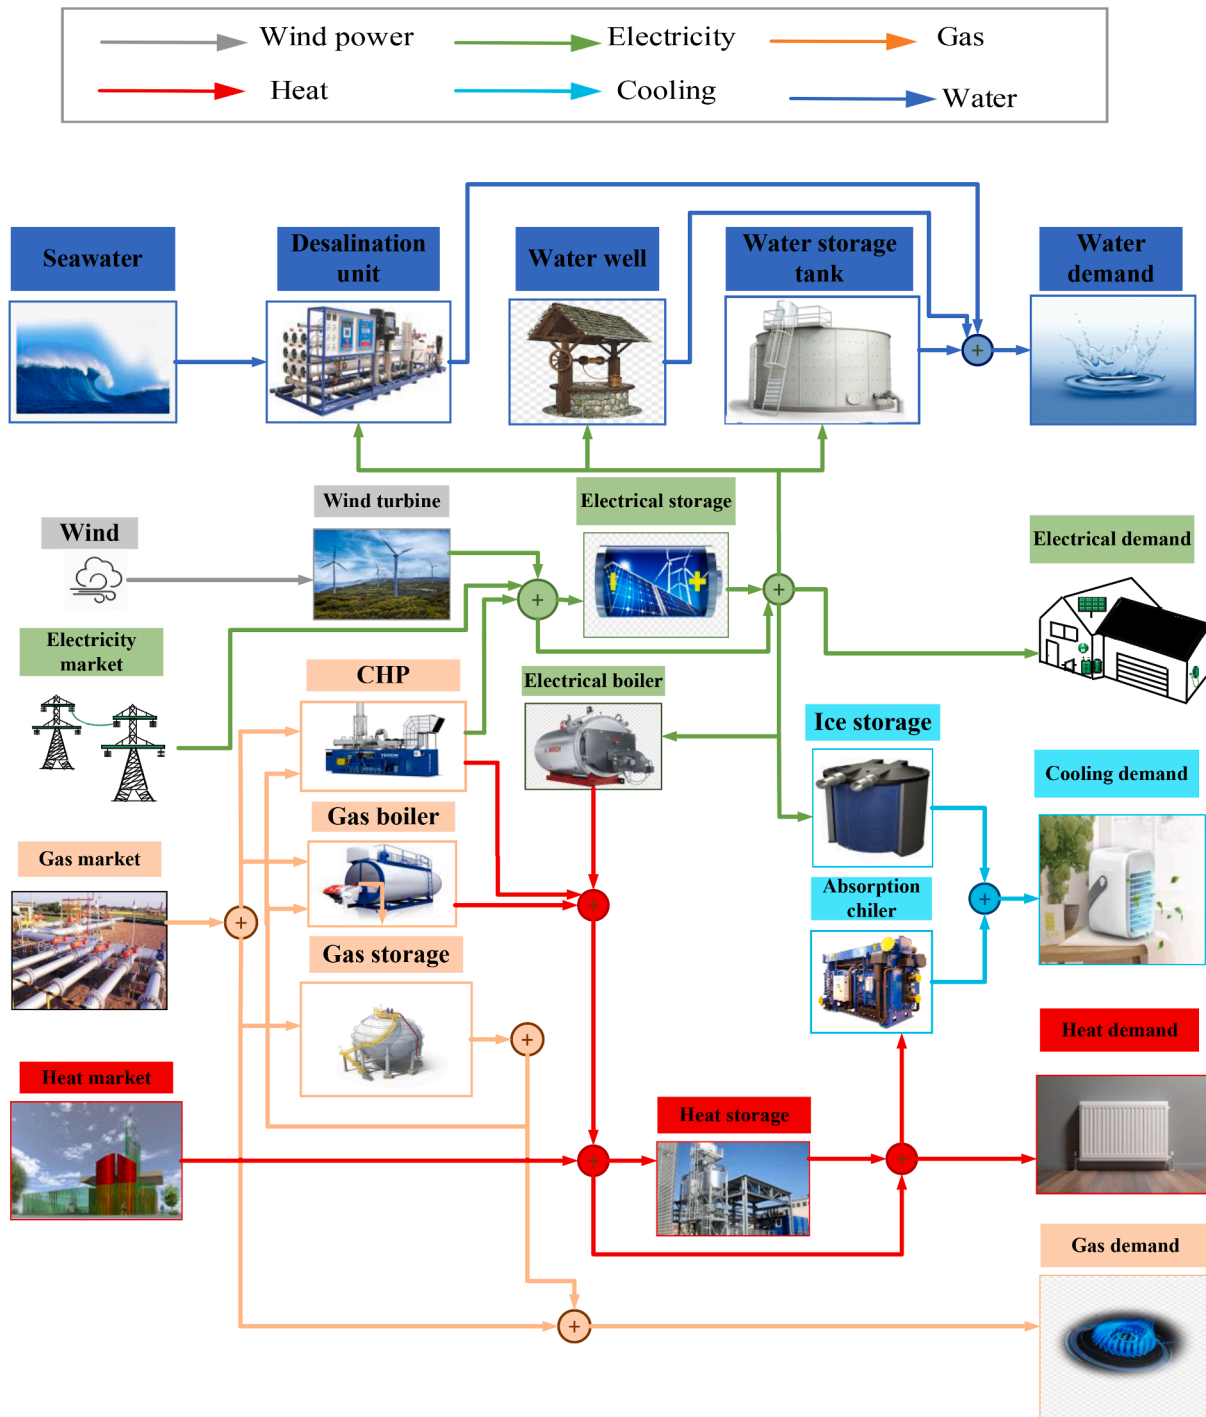 Wind power
Electricity
Gas
Heat
Cooling
Water
Seawater
Desalination
unit
Water well
Water storage
tank
Water
demand
+
Wind
Wind turbine
Electrical storage
Electrical demand
+
+
Electricity
market
CHP
Electrical boiler
Ice storage
Cooling demand
Gas boiler
Gas market
Absorption
chiler
+
+
+
Gas storage
+
Heat demand
Heat market
Heat storage
+
+
Gas demand
+